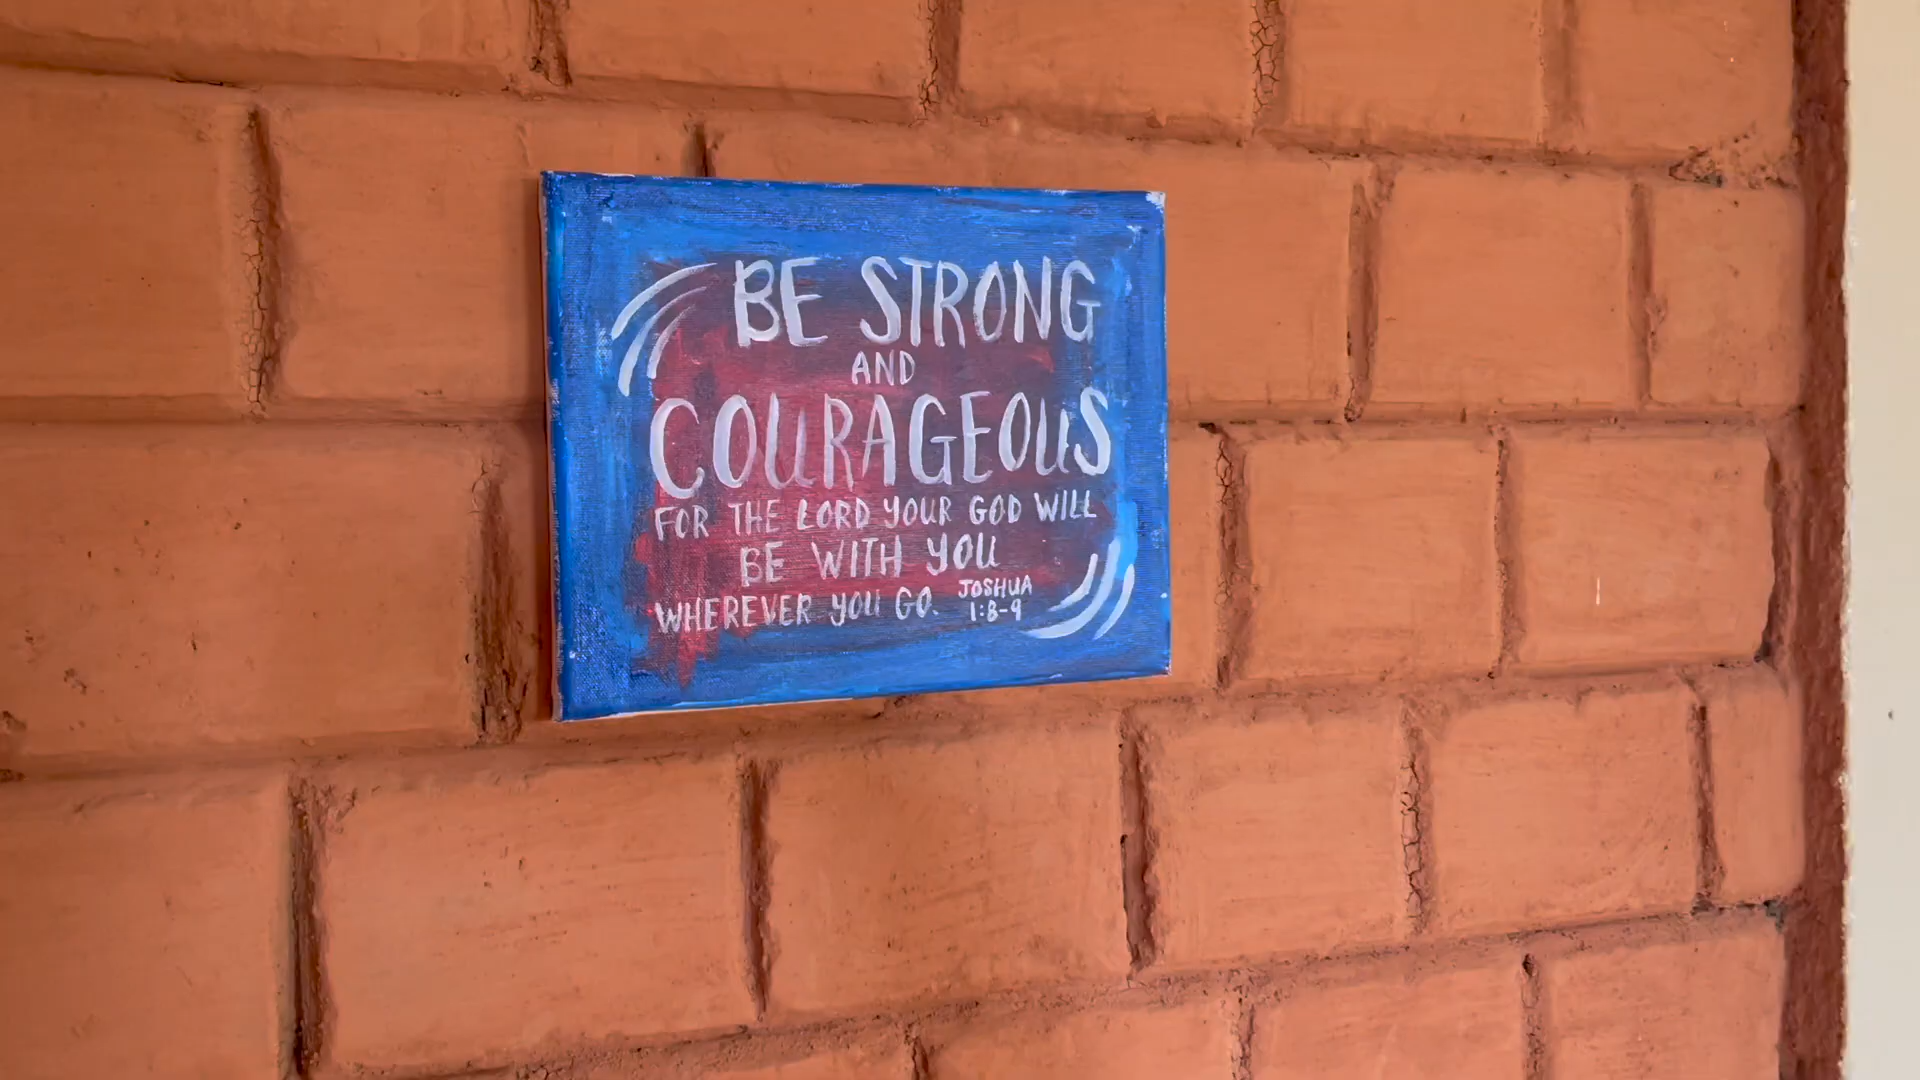 BE STRONG
AND
COURAGEOUS
FOR THE LORD YOUR GOD WILL
BE WITH YOU
WHEREVER YOU GO.
JOSHUA
1:8-9